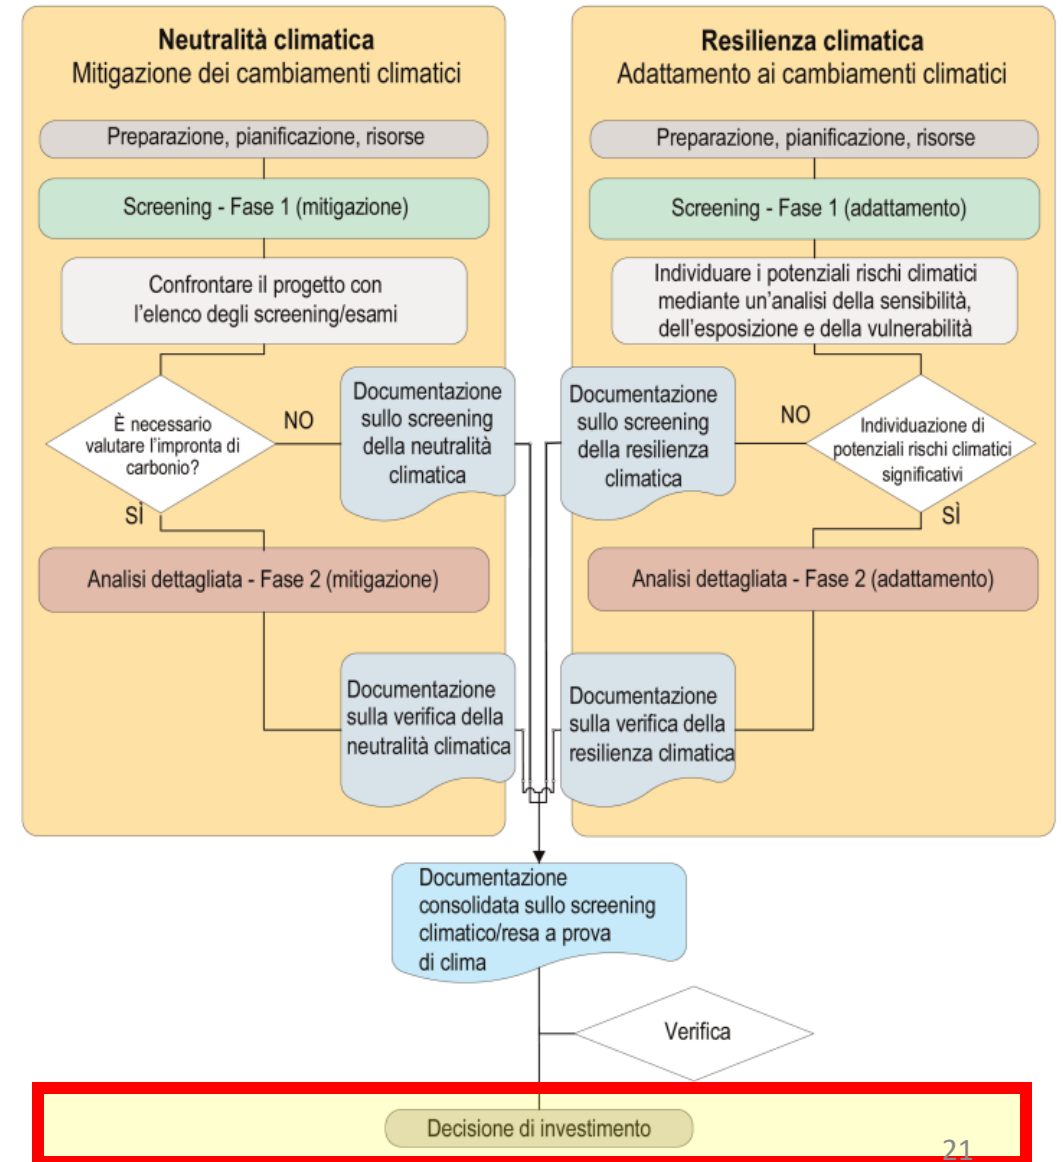 Neutralità climatica
Mitigazione dei cambiamenti climatici
Preparazione, pianificazione, risorse
Screening - Fase 1 (mitigazione)
Confrontare il progetto con
l'elenco degli screening/esami
È necessario
valutare l'impronta di
carbonio?
NO
Documentazione
sullo screening
della neutralità
climatica
SÌ
Analisi dettagliata - Fase 2 (mitigazione)
Documentazione
sulla verifica della
neutralità climatica
Resilienza climatica
Adattamento ai cambiamenti climatici
Preparazione, pianificazione, risorse
Screening - Fase 1 (adattamento)
Individuare i potenziali rischi climatici
mediante un'analisi della sensibilità,
dell'esposizione e della vulnerabilità
Documentazione
sullo screening
della resilienza
climatica
NO
Individuazione di
potenziali rischi climatici
significativi
SÌ
Analisi dettagliata - Fase 2 (adattamento)
Documentazione
sulla verifica della
resilienza climatica
Documentazione
consolidata sullo screening
climatico/resa a prova
di clima
Verifica
Decisione di investimento
21